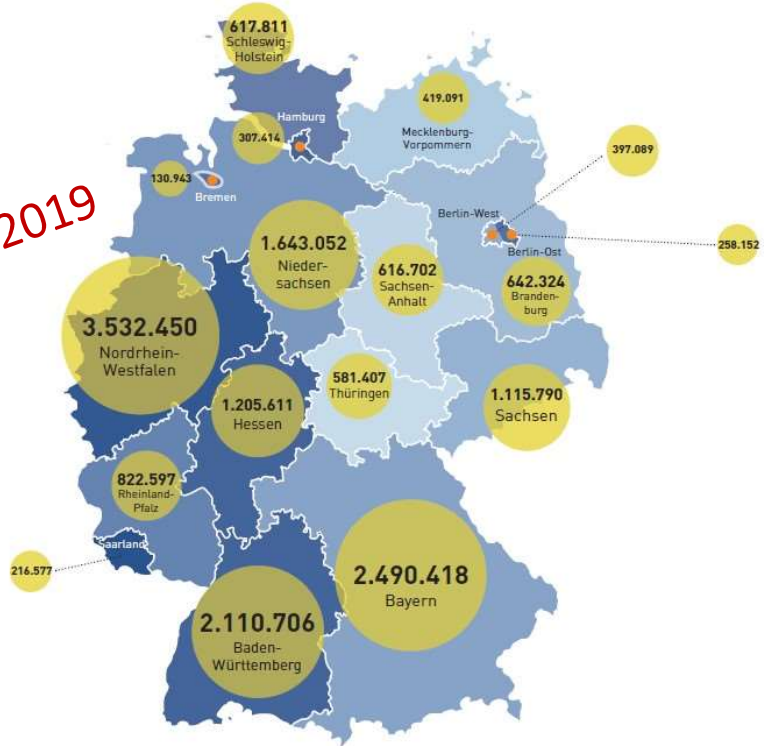 617.811
Schleswig-
Holstein
Hamburg
419.091
Mecklenburg-
Vorpommern
307.414
397.089
130.943
Bremen
2019
Berlin-West
1.643.052
Nieder-
sachsen
616.702
Sachsen-
Anhalt
Berlin-Ost
258.152
642.324
Branden-
burg
3.532.450
Nordrhein-
Westfalen
581.407
Thüringen
1.115.790
Sachsen
1.205.611
Hessen
822.597
Rheinland-
Pfalz
Saarland
216.577
2.490.418
Bayern
2.110.706
Baden-
Württemberg